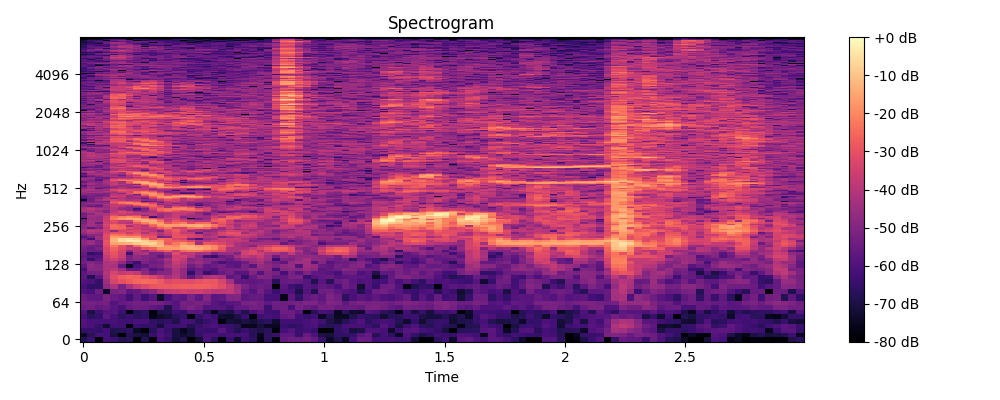 Spectrogram
4096
2048
1024
512
256
128
64
0
Hz
0
0.5
1
1.5
2
2.5
Time
+0 dB
-10 dB
-20 dB
-30 dB
-40 dB
-50 dB
-60 dB
-70 dB
-80 dB